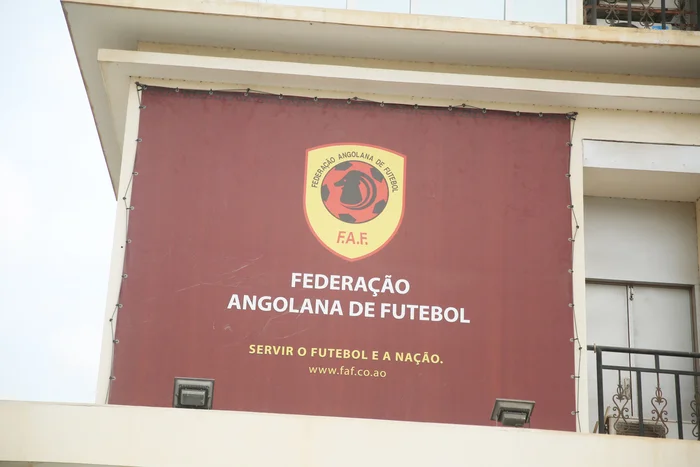 FEDERAÇÃO ANGOLANA DE FUTEBOL
F.A.F.
FEDERAÇÃO
ANGOLANA DE FUTEBOL
SERVIR O FUTEBOL E A NAÇÃO.
www.faf.co.ao